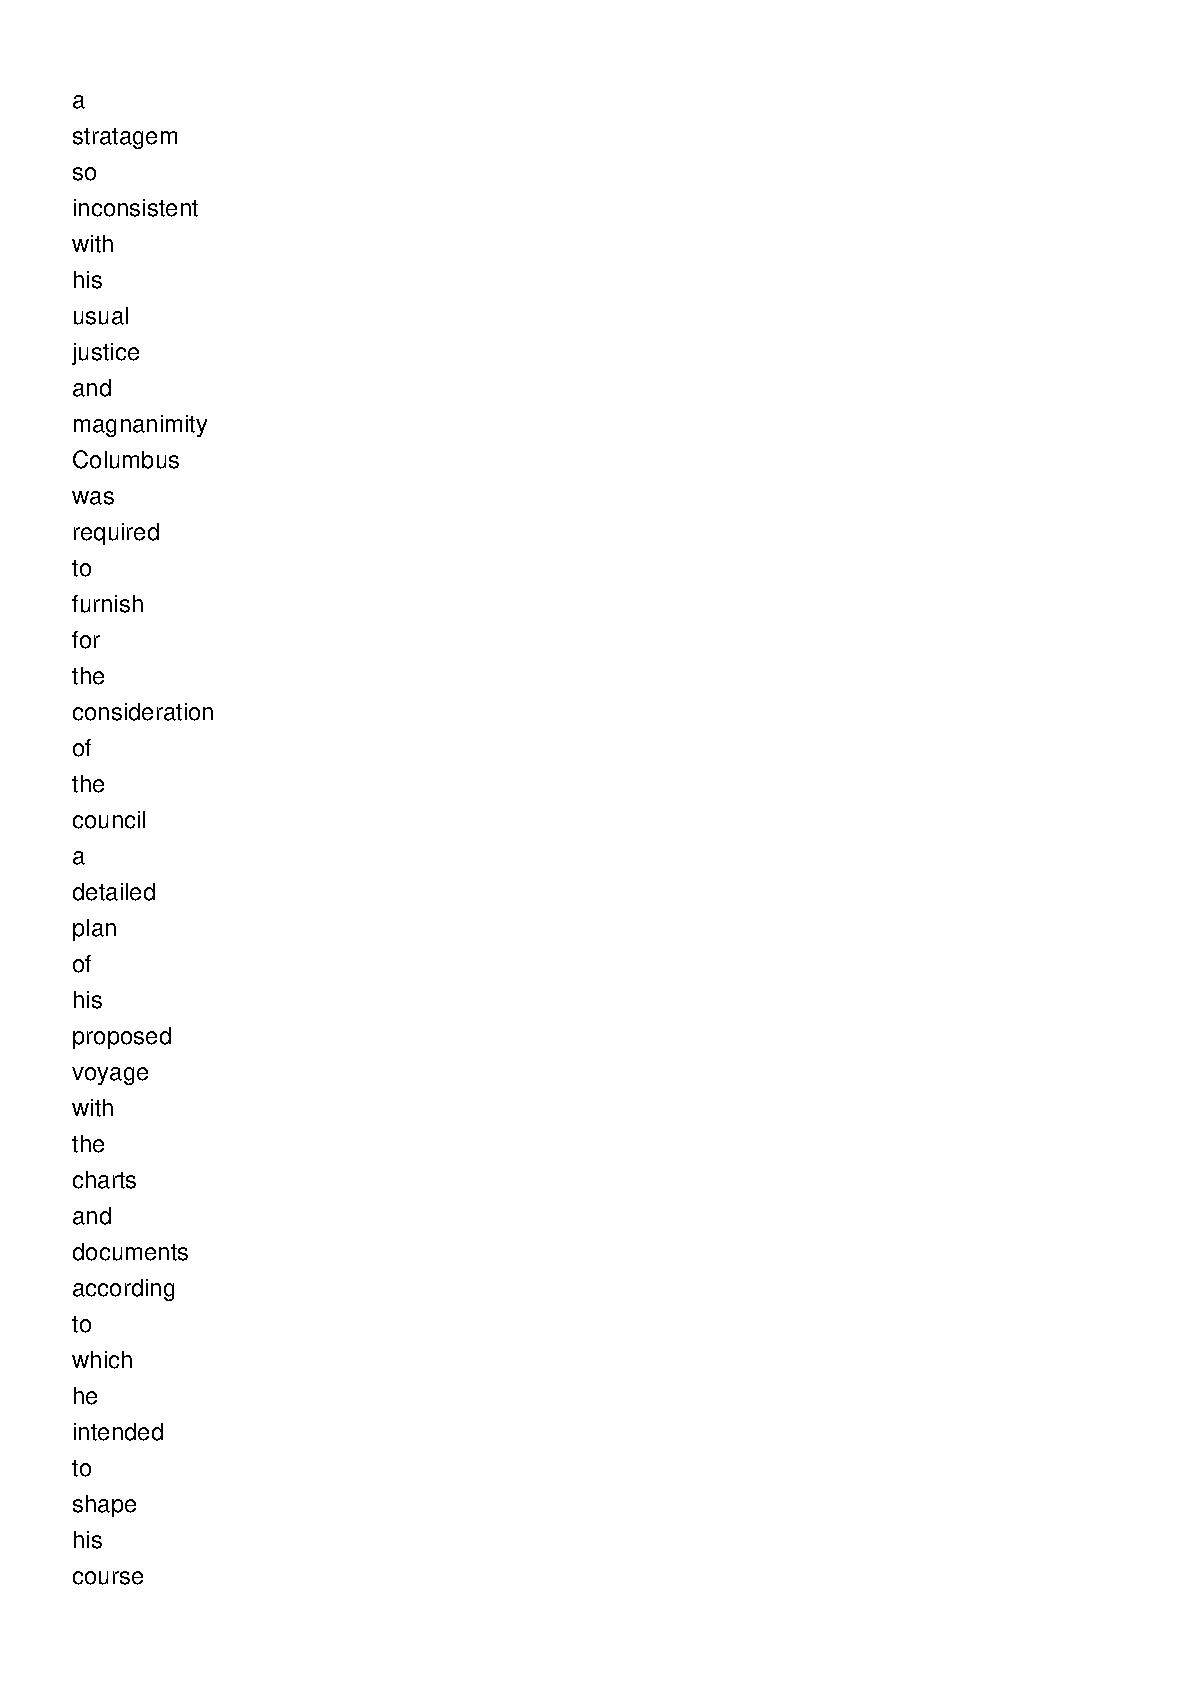 a
stratagem
so
inconsistent
with
his
usual
justice
and
magnanimity
Columbus
was
required
to
furnish
for
the
consideration
of
the
council
a
detailed
plan
of
his
proposed
voyage
with
the
charts
and
documents
according
to
which
he
intended
to
shape
his
course